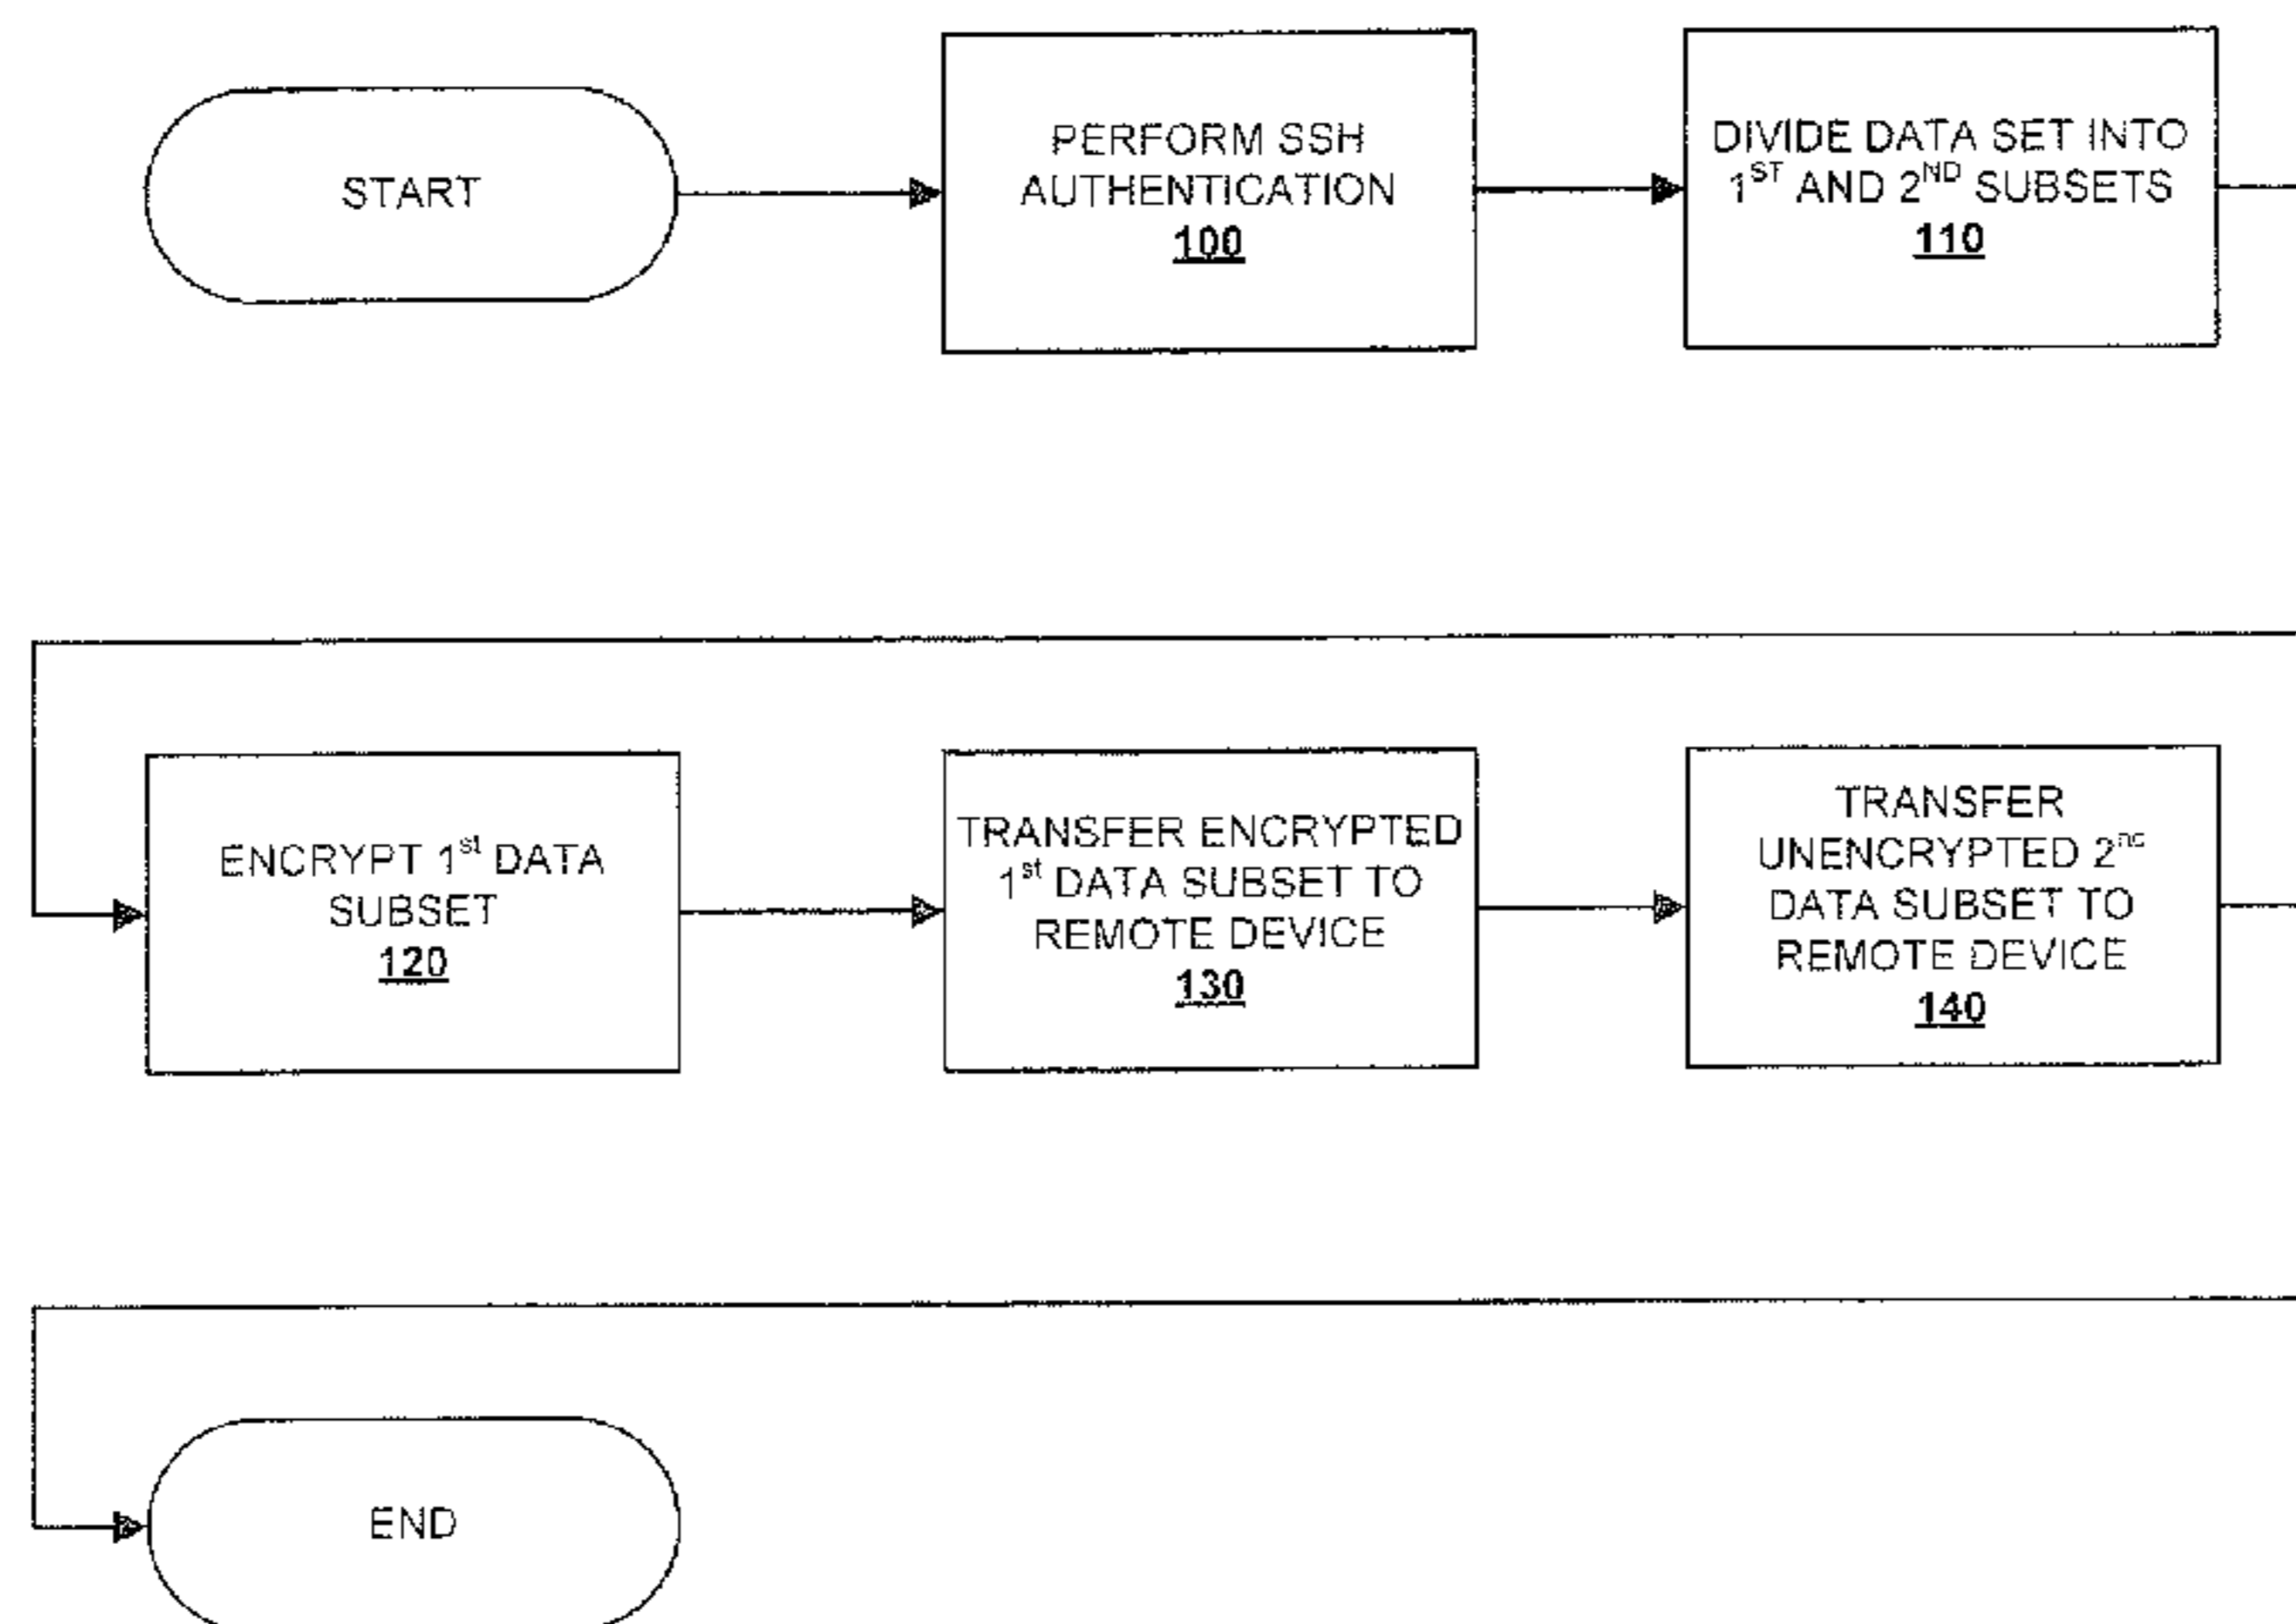 START
PERFORM SSH
AUTHENTICATION
100
DIVIDE DATA SET INTO
1ST AND 2ND SUBSETS
110
ENCRYPT 1st DATA
SUBSET
120
TRANSFER ENCRYPTED
1st DATA SUBSET TO
REMOTE DEVICE
130
TRANSFER
UNENCRYPTED 2nd
DATA SUBSET TO
REMOTE DEVICE
140
END